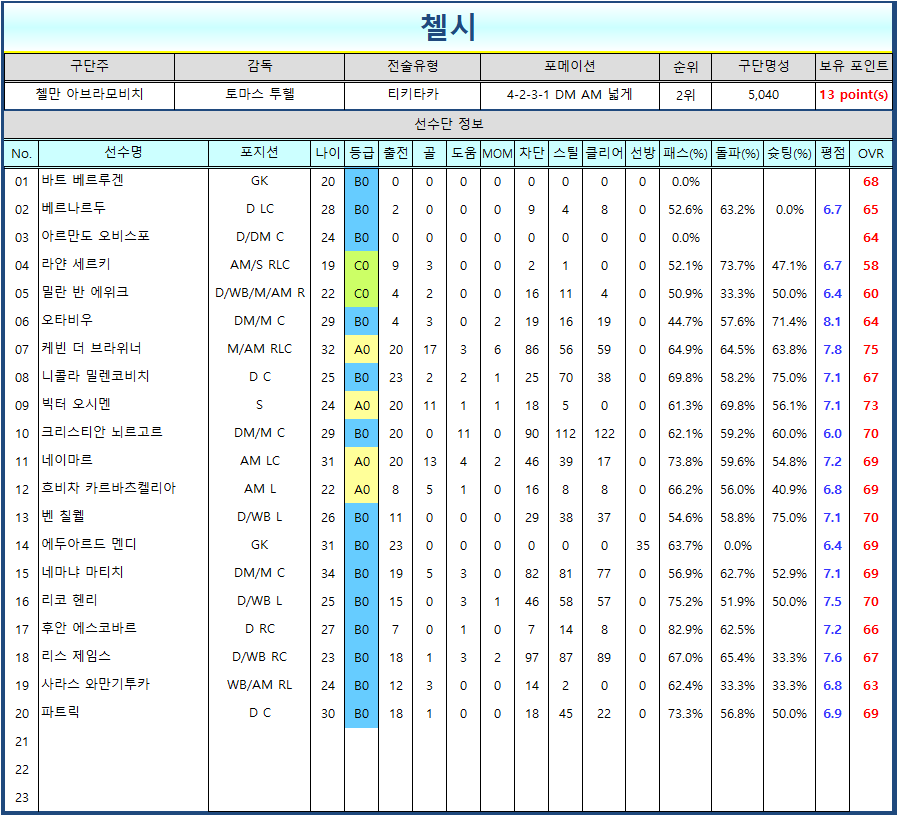 첼시
구단주 감독 전술유형 포메이션 순위 구단명성 보유 포인트
첼만 아브라모비치 토마스 투헬 티키타카 4-2-3-1 DM AM 넓게 2위 5,040 13 point(s)
선수단 정보
No. 선수명 포지션 나이 등급 출전 골 도움 MOM 차단 스틸 클리어 선방 패스(%) 돌파(%) 슛팅(%) 평점 OVR
01 바트 베르루겐 GK 20 B0 0 0 0 0 0 0 0 0 0.0% 68
02 베르나르두 D LC 28 B0 2 0 0 0 9 4 8 0 52.6% 63.2% 0.0% 6.7 65
03 아르만도 오비스포 D/DM C 24 B0 0 0 0 0 0 0 0 0 0.0% 64
04 라얀 세르키 AM/S RLC 19 C0 9 3 0 0 2 1 0 0 52.1% 73.7% 47.1% 6.7 58
05 밀란 반 에위크 D/WB/M/AM R 22 C0 4 2 0 0 16 11 4 0 50.9% 33.3% 50.0% 6.4 60
06 오타비우 DM/M C 29 B0 4 3 0 2 19 16 19 0 44.7% 57.6% 71.4% 8.1 64
07 케빈 더 브라위너 M/AM RLC 32 A0 20 17 3 6 86 56 59 0 64.9% 64.5% 63.8% 7.8 75
08 니콜라 밀렌코비치 D C 25 B0 23 2 2 1 25 70 38 0 69.8% 58.2% 75.0% 7.1 67
09 빅터 오시멘 S 24 A0 20 11 1 1 18 5 0 0 61.3% 69.8% 56.1% 7.1 73
10 크리스티안 뇌르고르 DM/M C 29 B0 20 0 11 0 90 112 122 0 62.1% 59.2% 60.0% 6.0 70
11 네이마르 AM LC 31 A0 20 13 4 2 46 39 17 0 73.8% 59.6% 54.8% 7.2 69
12 흐비차 카르바츠켈리아 AM L 22 A0 8 5 1 0 16 8 8 0 66.2% 56.0% 40.9% 6.8 69
13 벤 칠웰 D/WB L 26 B0 11 0 0 0 29 38 37 0 54.6% 58.8% 75.0% 7.1 70
14 에두아르드 멘디 GK 31 B0 23 0 0 0 0 0 0 35 63.7% 0.0% 6.4 69
15 네마냐 마티치 DM/M C 34 B0 19 5 3 0 82 81 77 0 56.9% 62.7% 52.9% 7.1 69
16 리코 헨리 D/WB L 25 B0 15 0 3 1 46 58 57 0 75.2% 51.9% 50.0% 7.5 70
17 후안 에스코바르 D RC 27 B0 7 0 1 0 7 14 8 0 82.9% 62.5% 7.2 66
18 리스 제임스 D/WB RC 23 B0 18 1 3 2 97 87 89 0 67.0% 65.4% 33.3% 7.6 67
19 사라스 와만기투카 WB/AM RL 24 B0 12 3 0 0 14 2 0 0 62.4% 33.3% 33.3% 6.8 63
20 파트릭 D C 30 B0 18 1 0 0 18 45 22 0 73.3% 56.8% 50.0% 6.9 69
21
22
23